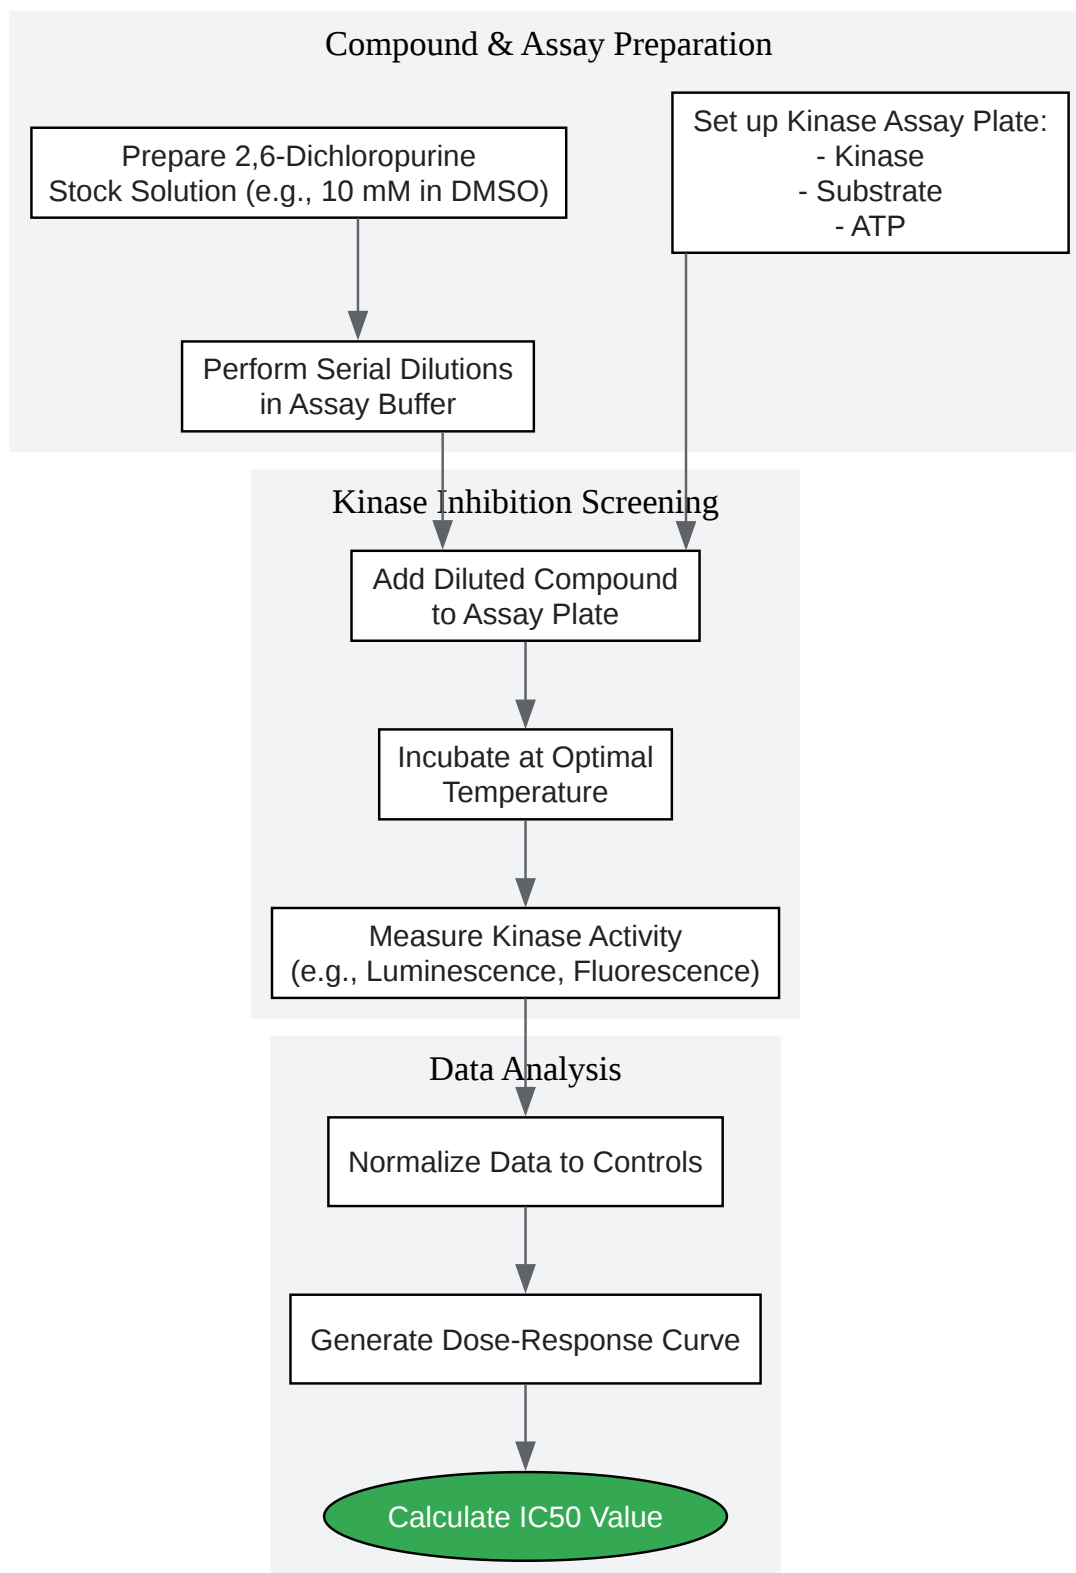 Compound & Assay Preparation
Prepare 2,6-Dichloropurine
Stock Solution (e.g., 10 mM in DMSO)
Set up Kinase Assay Plate:
- Kinase
- Substrate
- ATP
Perform Serial Dilutions
in Assay Buffer
Kinase Inhibition Screening
Add Diluted Compound
to Assay Plate
Incubate at Optimal
Temperature
Measure Kinase Activity
(e.g., Luminescence, Fluorescence)
Data Analysis
Normalize Data to Controls
Generate Dose-Response Curve
Calculate IC50 Value